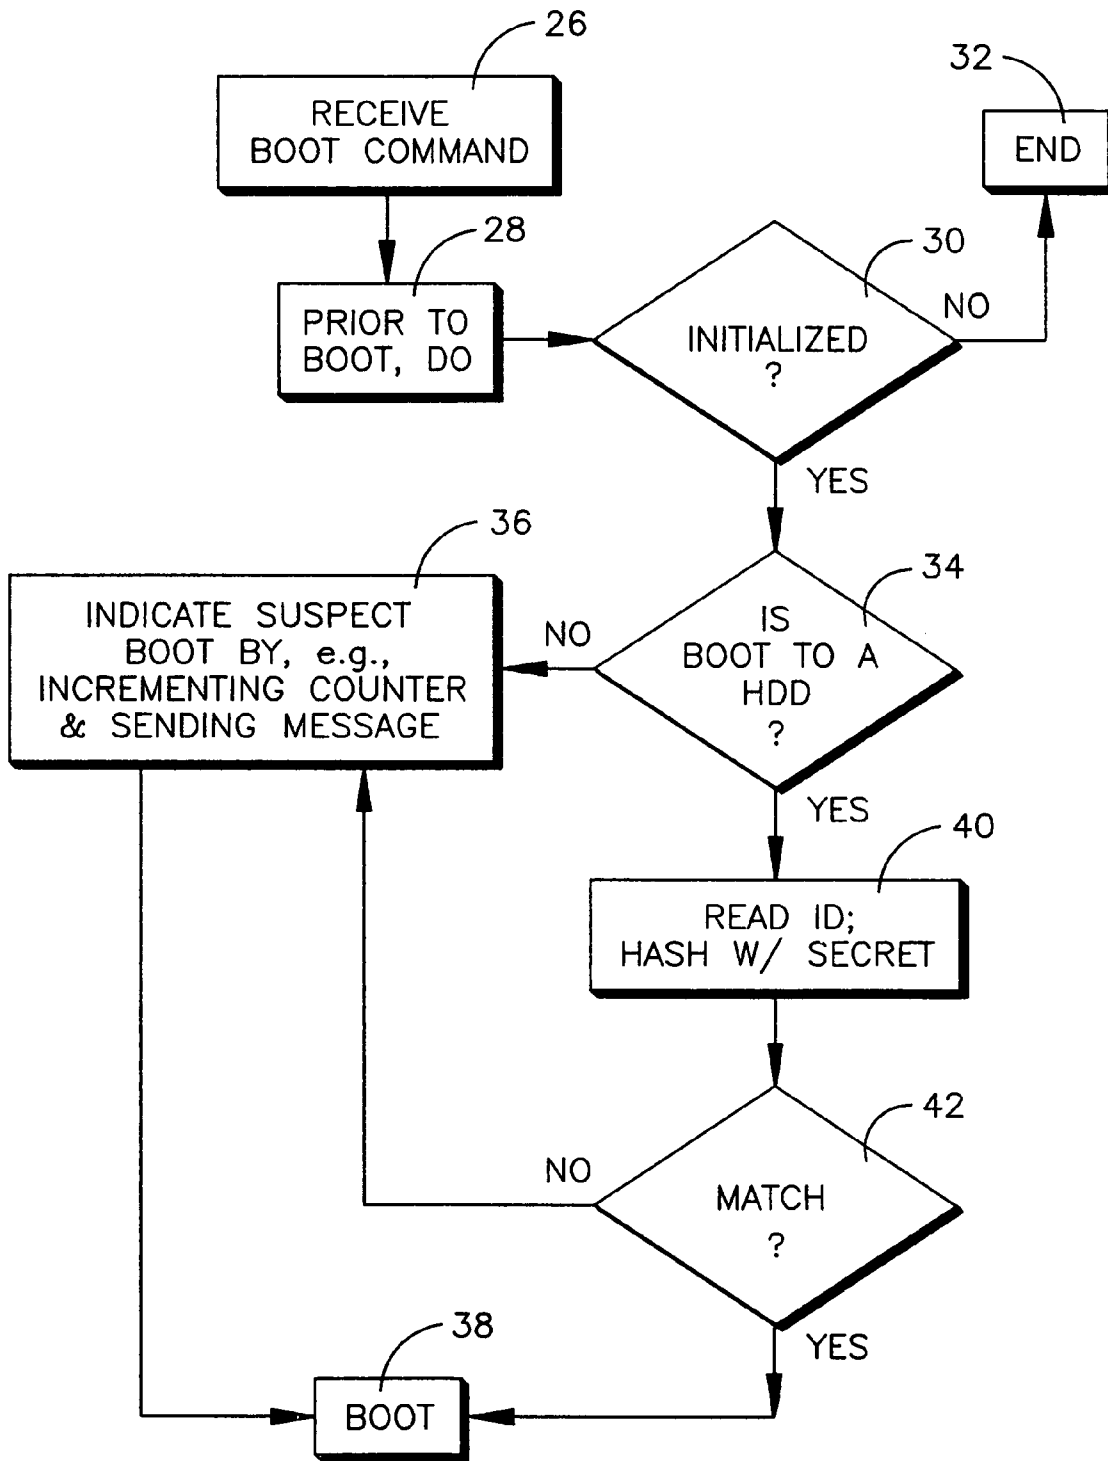 26
RECEIVE
BOOT COMMAND
32
END
28
PRIOR TO
BOOT, DO
30
INITIALIZED
?
NO
YES
36
INDICATE SUSPECT
BOOT BY, e.g.,
INCREMENTING COUNTER
& SENDING MESSAGE
34
IS
BOOT TO A
HDD
?
NO
YES
40
READ ID;
HASH W/ SECRET
42
MATCH
?
NO
YES
38
BOOT